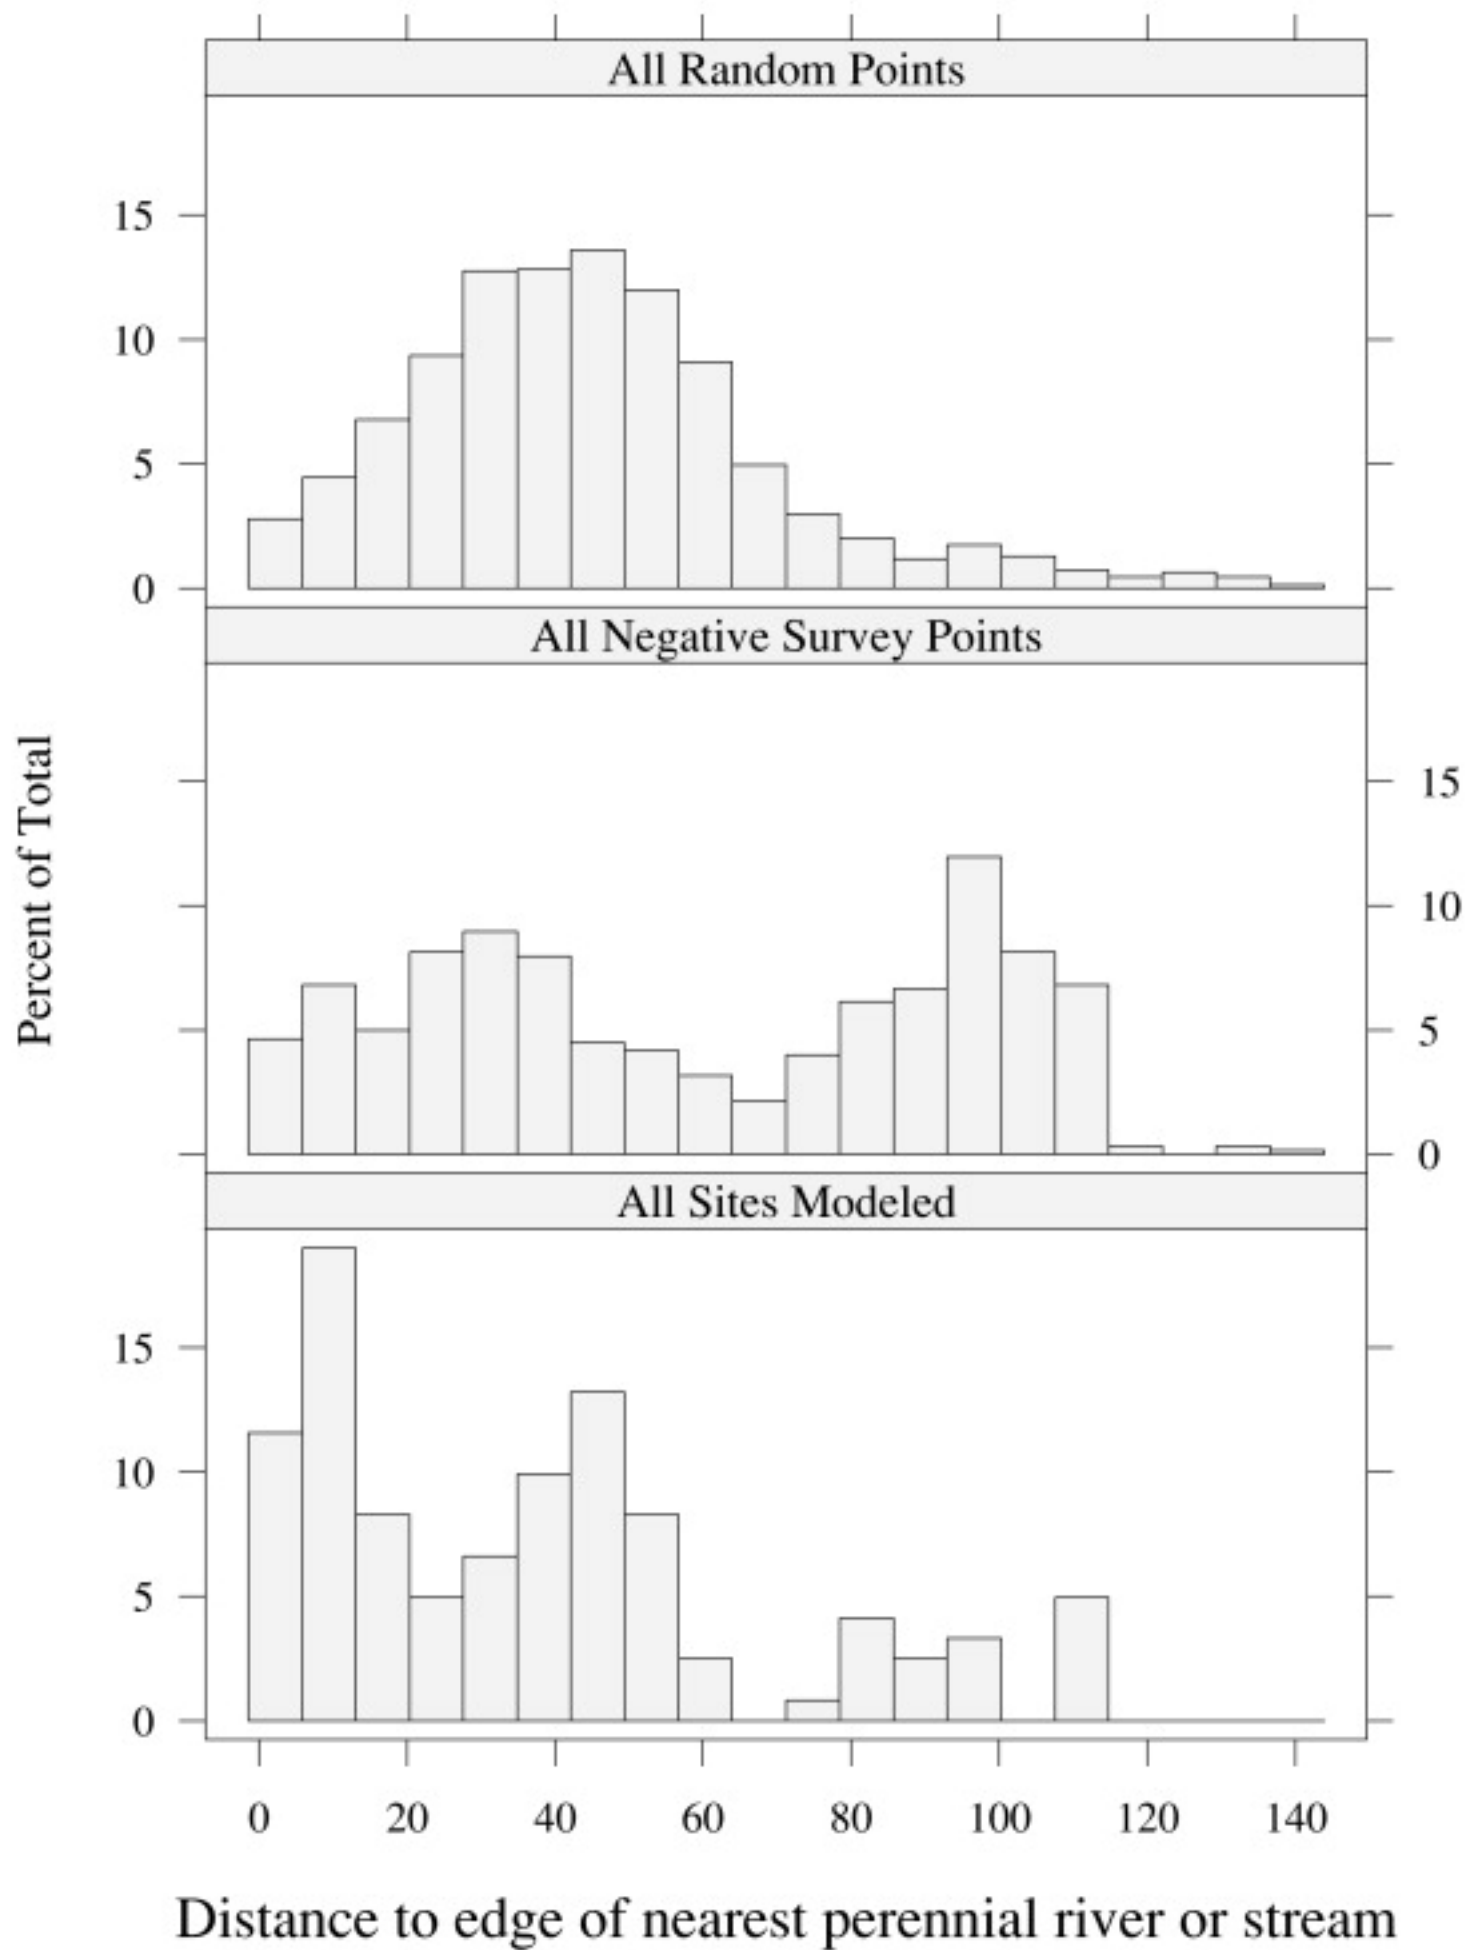 All Random Points
15
10
5
0
All Negative Survey Points
15
10
5
0
Percent of Total
All Sites Modeled
15
10
5
0
0 20 40 60 80 100 120 140
Distance to edge of nearest perennial river or stream